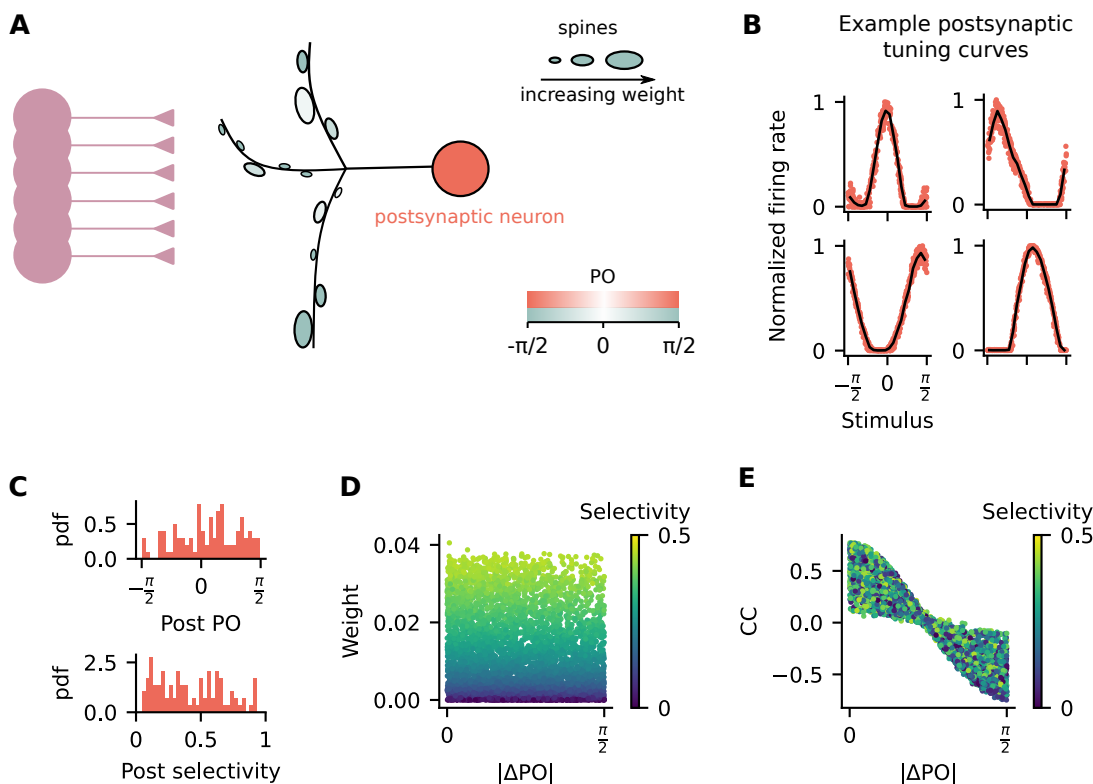 A
spines
increasing weight
postsynaptic neuron
PO
-π/2 0 π/2
B
Example postsynaptic
tuning curves
Normalized firing rate
1
0
1
0
1
0
1
0
−π/2 0 π/2
Stimulus
C
pdf
0.5
0.0
−π/2 0 π/2
Post PO
pdf
2.5
0.0
0 0.5 1
Post selectivity
D
Selectivity
0.5
0
Weight
0.04
0.02
0.00
0 π/2
|ΔPO|
E
Selectivity
0.5
0
CC
0.5
0.0
−0.5
0 π/2
|ΔPO|